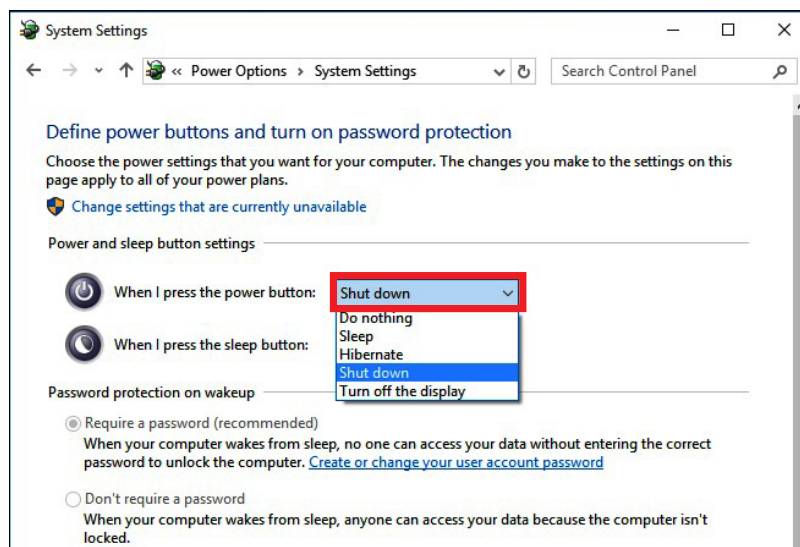 System Settings
« Power Options › System Settings
Search Control Panel
Define power buttons and turn on password protection
Choose the power settings that you want for your computer. The changes you make to the settings on this
page apply to all of your power plans.
Change settings that are currently unavailable
Power and sleep button settings
When I press the power button:
Shut down
Do nothing
Sleep
When I press the sleep button:
Hibernate
Shut down
Turn off the display
Password protection on wakeup
Require a password (recommended)
When your computer wakes from sleep, no one can access your data without entering the correct
password to unlock the computer. Create or change your user account password
Don't require a password
When your computer wakes from sleep, anyone can access your data because the computer isn't
locked.